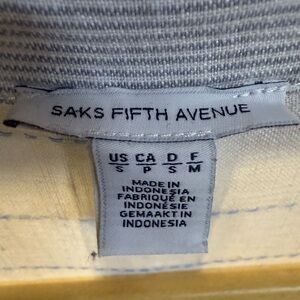 SAKS FIFTH AVENUE
US CA D F
S P S M
MADE IN
INDONESIA
FABRIQUÉ EN
INDONÉSIE
GEMAAKT IN
INDONESIA